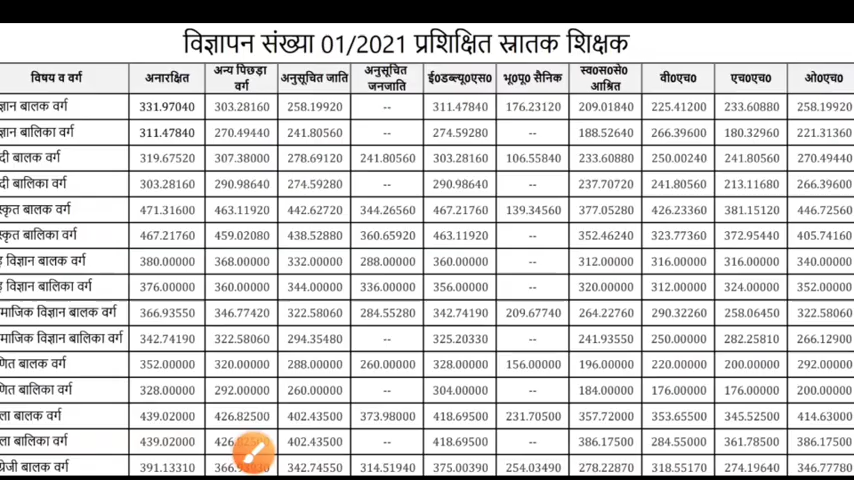 विज्ञापन संख्या 01/2021 प्रशिक्षित स्नातक शिक्षक
विषय व वर्ग अनारक्षित अन्य पिछड़ा वर्ग अनुसूचित जाति अनुसूचित जनजाति ई0डब्ल्यू0एस0 भू0पू0 सैनिक स्व0स0से0 आश्रित वी0एच0 एच0एच0 ओ0एच0
ज्ञान बालक वर्ग 331.97040 303.28160 258.19920 -- 311.47840 176.23120 209.01840 225.41200 233.60880 258.19920
ज्ञान बालिका वर्ग 311.47840 270.49440 241.80560 -- 274.59280 -- 188.52640 266.39600 180.32960 221.31360
दी बालक वर्ग 319.67520 307.38000 278.69120 241.80560 303.28160 106.55840 233.60880 250.00240 241.80560 270.49440
दी बालिका वर्ग 303.28160 290.98640 274.59280 -- 290.98640 -- 237.70720 241.80560 213.11680 266.39600
स्कृत बालक वर्ग 471.31600 463.11920 442.62720 344.26560 467.21760 139.34560 377.05280 426.23360 381.15120 446.72560
स्कृत बालिका वर्ग 467.21760 459.02080 438.52880 360.65920 463.11920 -- 352.46240 323.77360 372.95440 405.74160
ह विज्ञान बालक वर्ग 380.00000 368.00000 332.00000 288.00000 360.00000 -- 312.00000 316.00000 316.00000 340.00000
ह विज्ञान बालिका वर्ग 376.00000 360.00000 344.00000 336.00000 356.00000 -- 320.00000 312.00000 324.00000 352.00000
माजिक विज्ञान बालक वर्ग 366.93550 346.77420 322.58060 284.55280 342.74190 209.67740 264.22760 290.32260 258.06450 322.58060
माजिक विज्ञान बालिका वर्ग 342.74190 322.58060 294.35480 -- 325.20330 -- 241.93550 250.00000 282.25810 266.12900
णित बालक वर्ग 352.00000 320.00000 288.00000 260.00000 328.00000 156.00000 196.00000 220.00000 200.00000 292.00000
णित बालिका वर्ग 328.00000 292.00000 260.00000 -- 304.00000 -- 184.00000 176.00000 176.00000 200.00000
ला बालक वर्ग 439.02000 426.82500 402.43500 373.98000 418.69500 231.70500 357.72000 353.65500 345.52500 414.63000
ला बालिका वर्ग 439.02000 402.43500 -- 418.69500 -- 386.17500 284.55000 361.78500 386.17500
ग्रेजी बालक वर्ग 391.13310 342.74550 314.51940 375.00390 254.03490 278.22870 318.55170 274.19640 346.77780